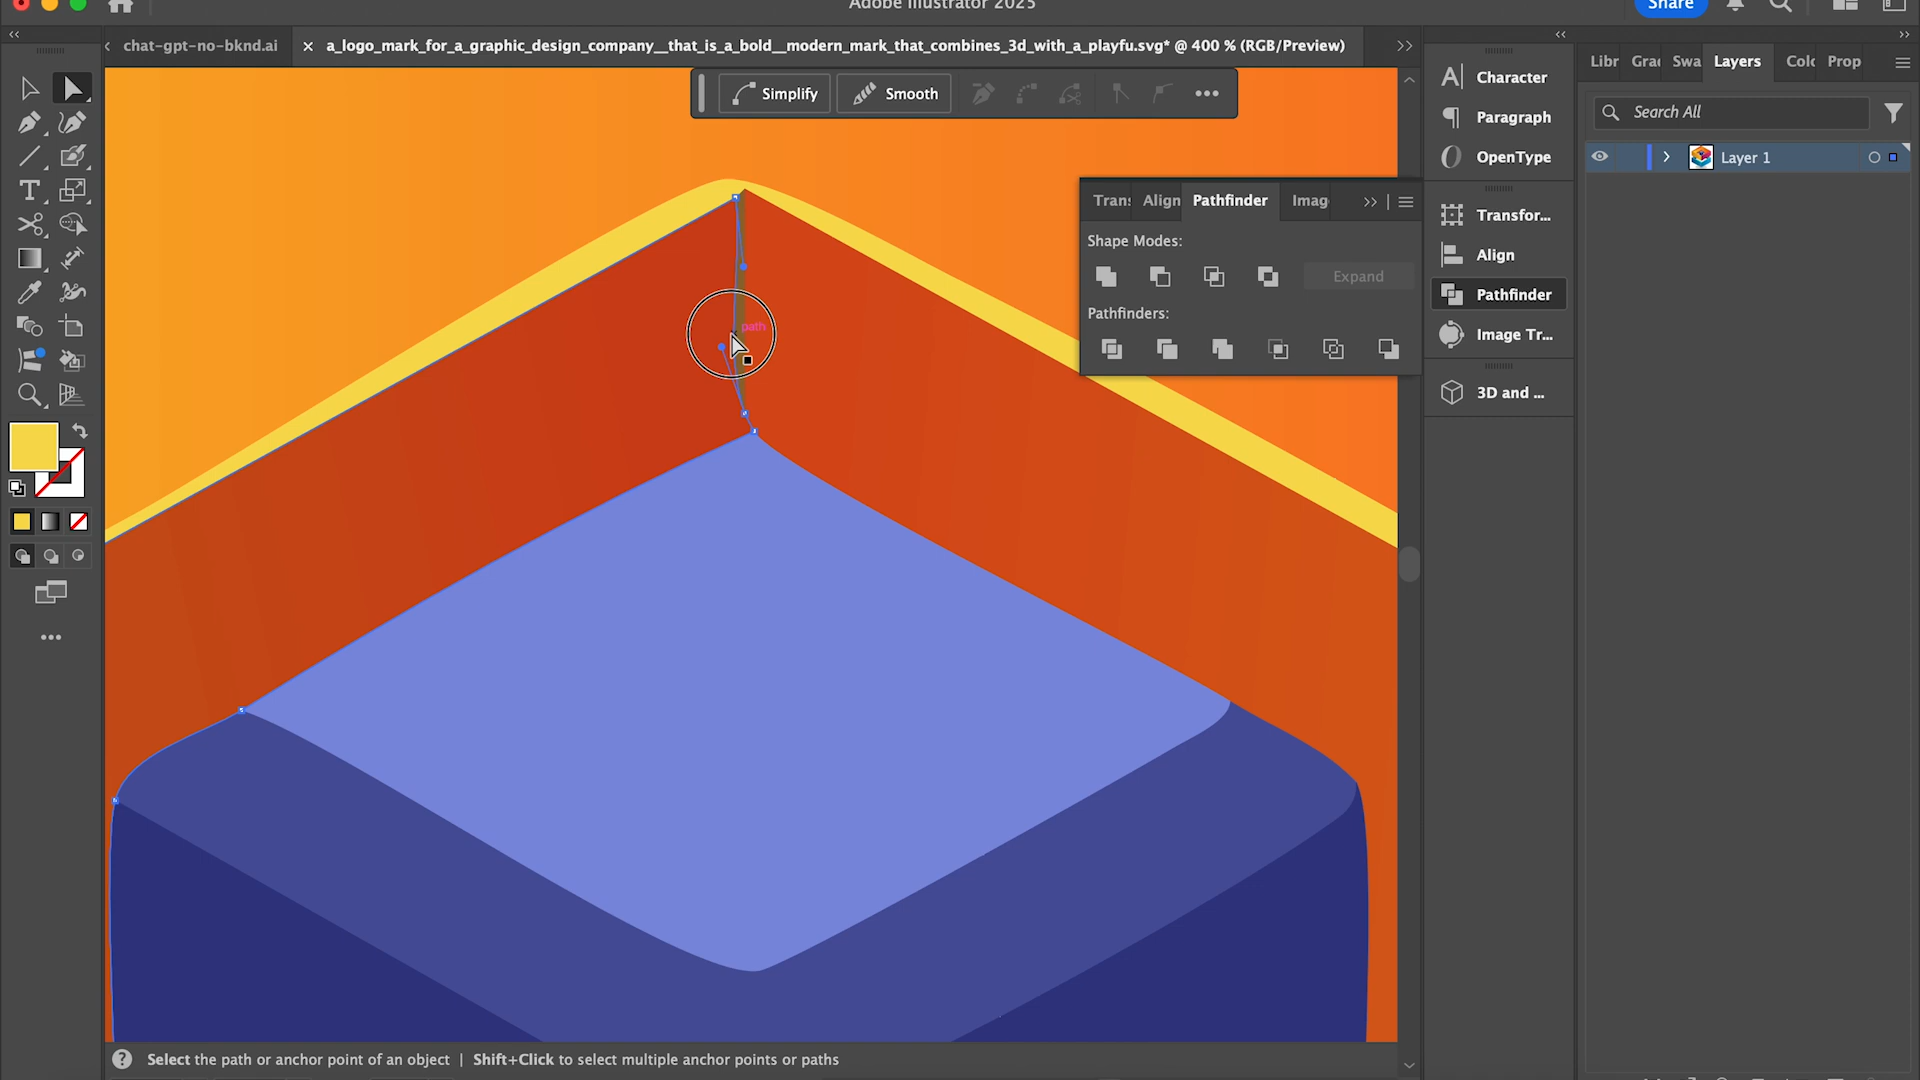 Adobe Illustrator 2025
Share
chat-gpt-no-bknd.ai
a_logo_mark_for_a_graphic_design_company__that_is_a_bold__modern_mark_that_combines_3d_with_a_playfu.svg* @ 400 % (RGB/Preview)
Simplify
Smooth
Character
Paragraph
OpenType
Transfor...
Align
Pathfinder
Image Tr...
3D and ...
Libr
Gra
Swa
Layers
Colo
Prop
Search All
Layer 1
Trans
Align
Pathfinder
Imag
Shape Modes:
Expand
Pathfinders:
path
Select the path or anchor point of an object | Shift+Click to select multiple anchor points or paths